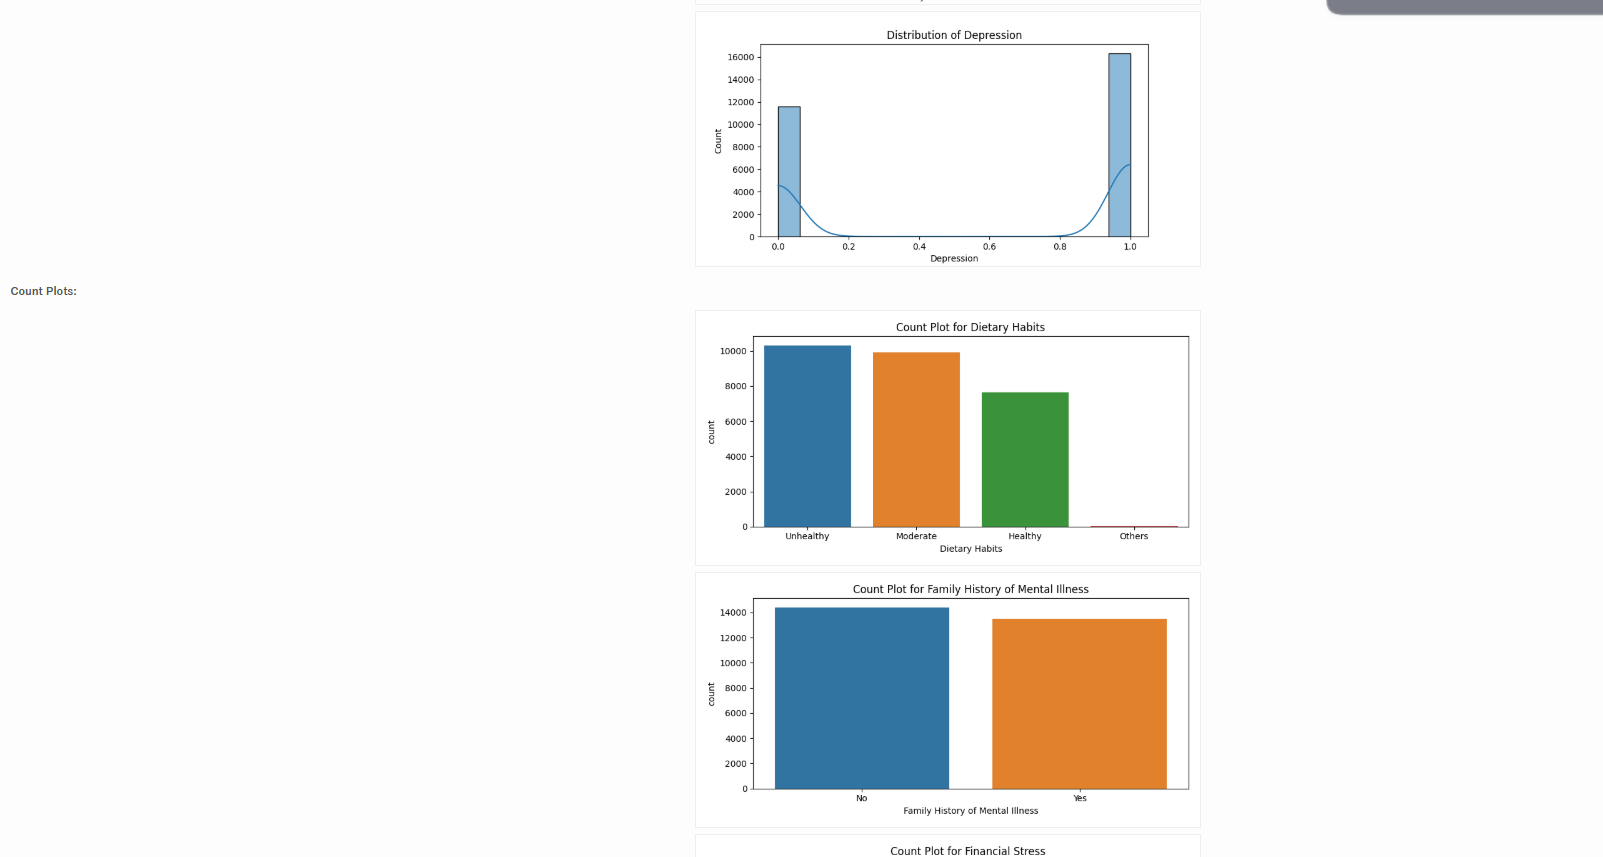 Distribution of Depression
16000
14000
12000
10000
8000
6000
4000
2000
0
Count
0.0 0.2 0.4 0.6 0.8 1.0
Depression
Count Plots:
Count Plot for Dietary Habits
10000
8000
6000
4000
2000
0
count
Unhealthy Moderate Healthy Others
Dietary Habits
Count Plot for Family History of Mental Illness
14000
12000
10000
8000
6000
4000
2000
0
count
No Yes
Family History of Mental Illness
Count Plot for Financial Stress